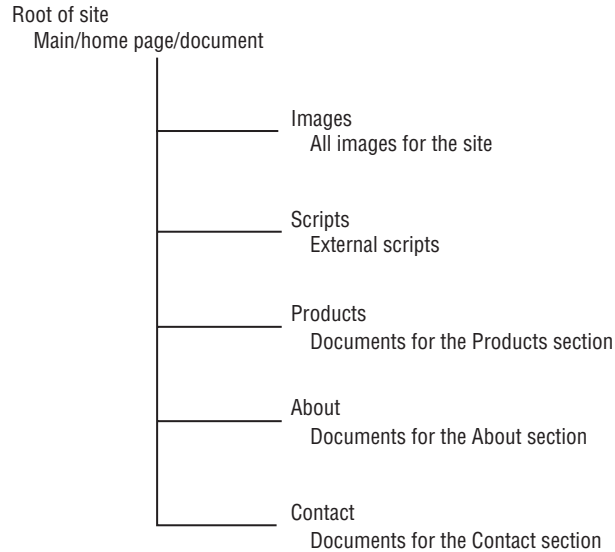 Root of site
Main/home page/document
Images
All images for the site
Scripts
External scripts
Products
Documents for the Products section
About
Documents for the About section
Contact
Documents for the Contact section